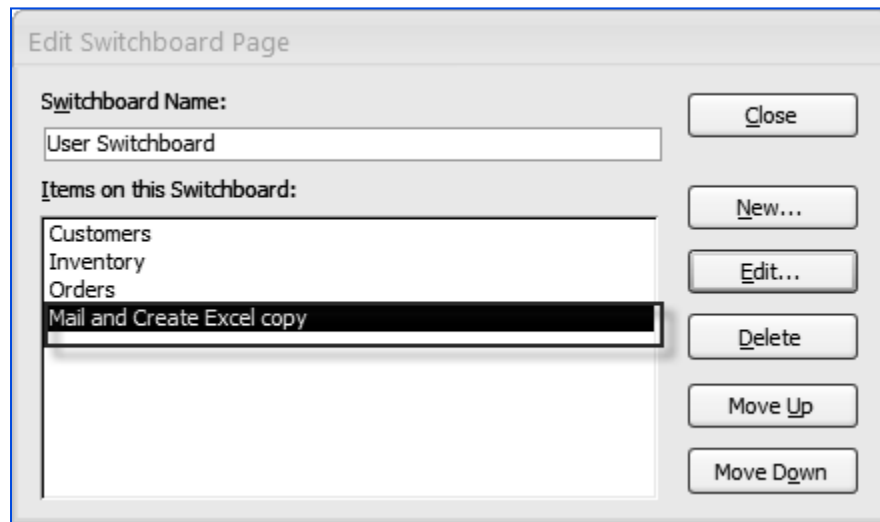 Edit Switchboard Page
Switchboard Name:
Close
User Switchboard
Items on this Switchboard:
New...
Customers
Inventory
Edit...
Orders
Mail and Create Excel copy
Delete
Move Up
Move Down